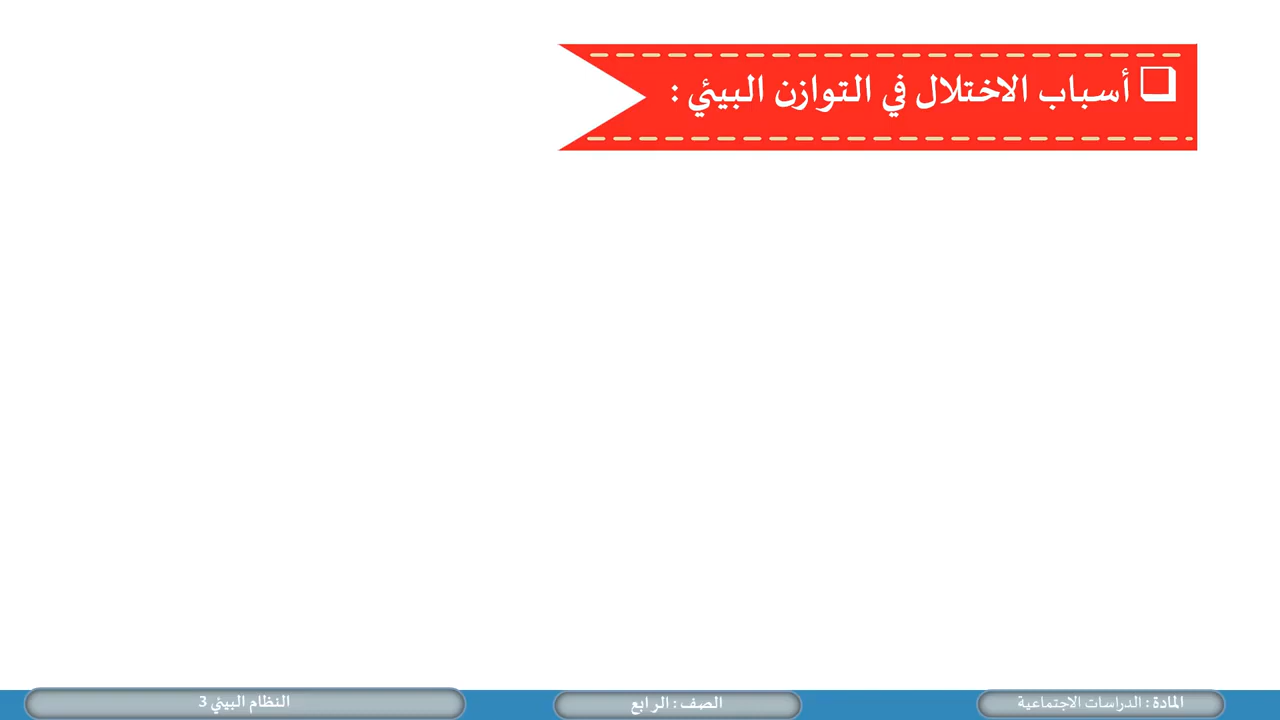 أسباب الاختلال في التوازن البيئي :
المادة : الدراسات الاجتماعية
الصف : الرابع
النظام البيئي 3